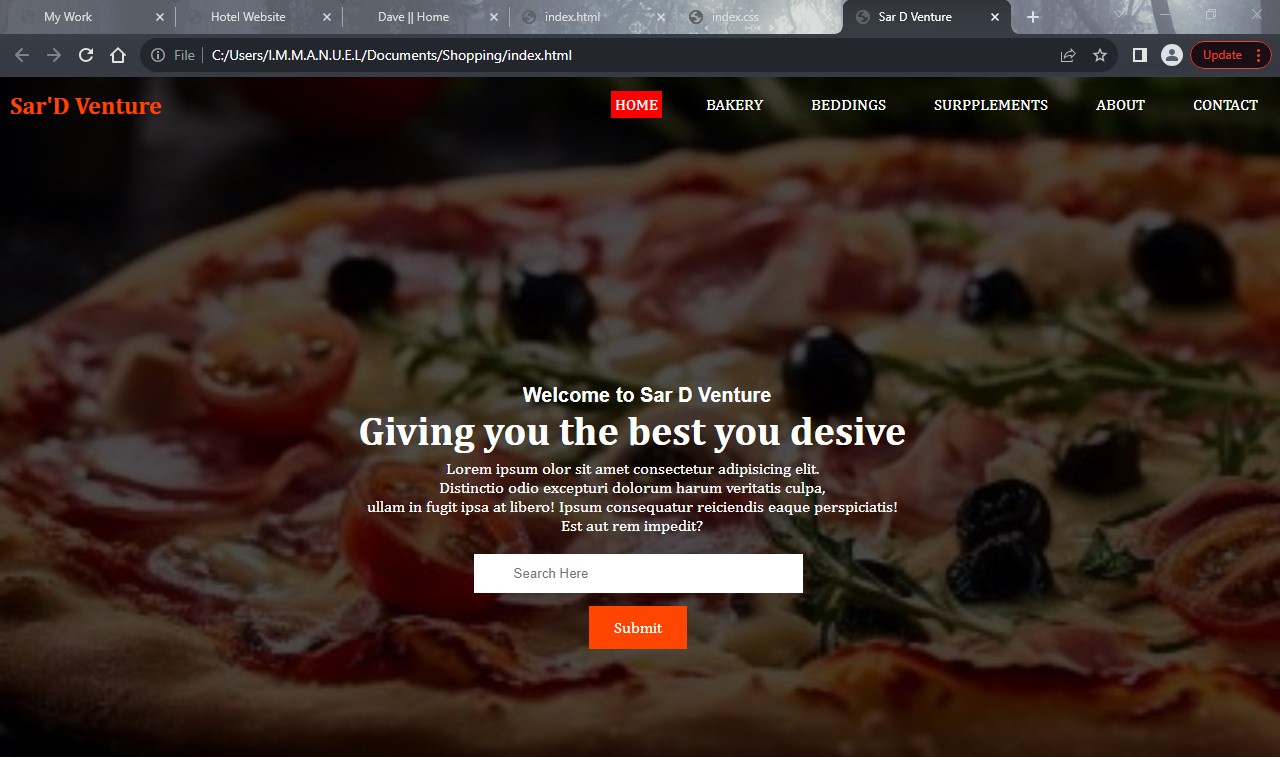 My Work
Hotel Website
Dave || Home
index.html
index.css
Sar D Venture
File
C:/Users/I.M.M.A.N.U.E.L/Documents/Shopping/index.html
Update
Sar'D Venture
HOME
BAKERY
BEDDINGS
SURPPLEMENTS
ABOUT
CONTACT
Welcome to Sar D Venture
Giving you the best you desive
Lorem ipsum olor sit amet consectetur adipisicing elit.
Distinctio odio excepturi dolorum harum veritatis culpa,
ullam in fugit ipsa at libero! Ipsum consequatur reiciendis eaque perspiciatis!
Est aut rem impedit?
Search Here
Submit